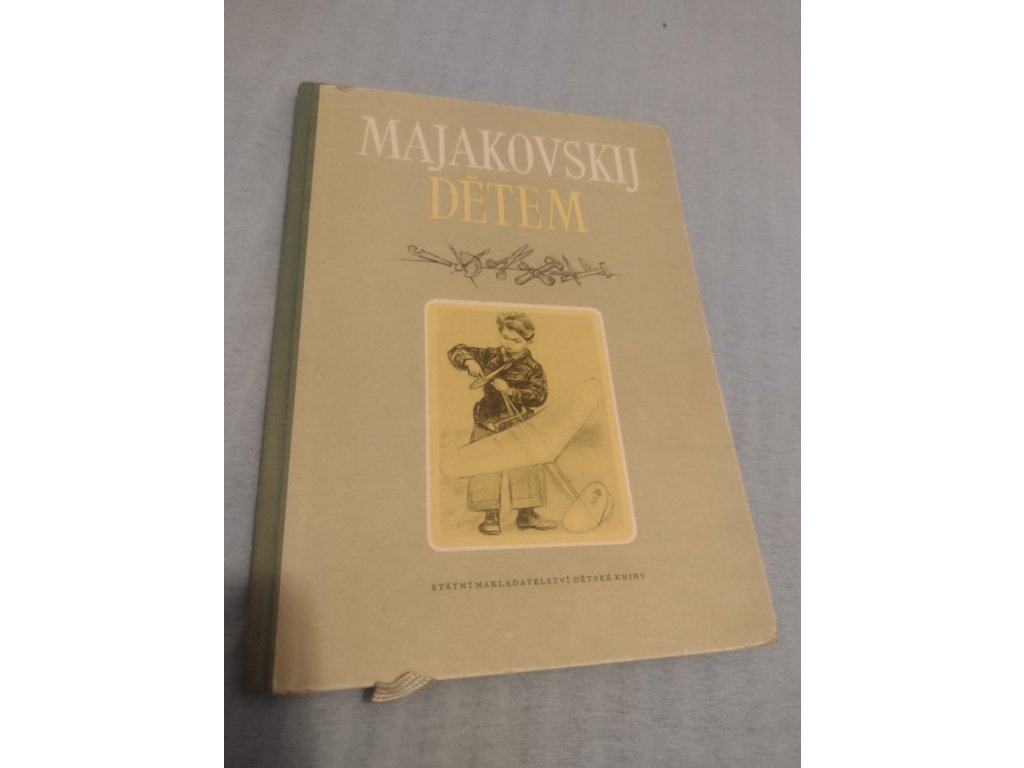 MAJAKOVSKIJ
DĚTEM
STÁTNÍ NAKLADATELSTVÍ DĚTSKÉ KNIHY